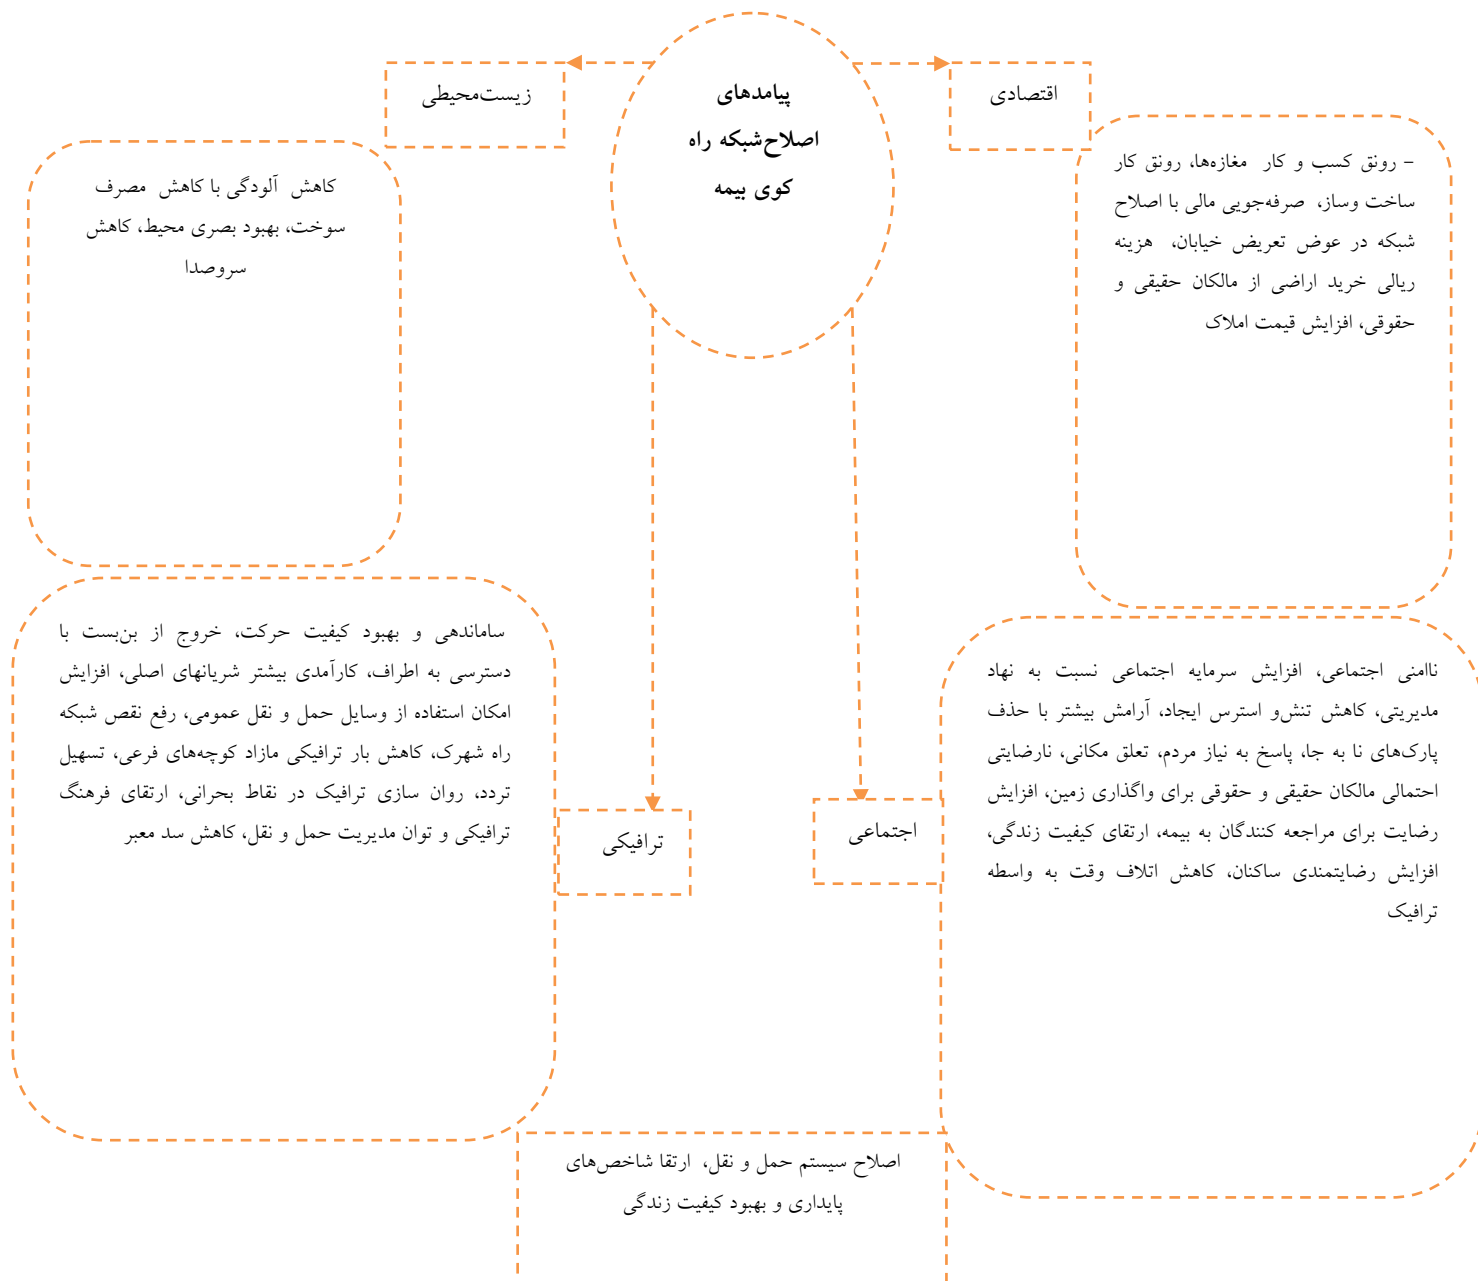 پیامدهای
اصلاح‌شبکه راه
کوی بیمه
اقتصادی
– رونق کسب و کار مغازه‌ها، رونق کار
ساخت وساز، صرفه‌جویی مالی با اصلاح
شبکه در عوض تعریض خیابان، هزینه
ریالی خرید اراضی از مالکان حقیقی و
حقوقی، افزایش قیمت املاک
زیست‌محیطی
کاهش آلودگی با کاهش مصرف
سوخت، بهبود بصری محیط، کاهش
سروصدا
اجتماعی
ناامنی اجتماعی، افزایش سرمایه اجتماعی نسبت به نهاد
مدیریتی، کاهش تنش‌و استرس ایجاد، آرامش بیشتر با حذف
پارک‌های نا به جا، پاسخ به نیاز مردم، تعلق مکانی، نارضایتی
احتمالی مالکان حقیقی و حقوقی برای واگذاری زمین، افزایش
رضایت برای مراجعه کنندگان به بیمه، ارتقای کیفیت زندگی،
افزایش رضایتمندی ساکنان، کاهش اتلاف وقت به واسطه
ترافیک
ترافیکی
ساماندهی و بهبود کیفیت حرکت، خروج از بن‌بست با
دسترسی به اطراف، کارآمدی بیشتر شریانهای اصلی، افزایش
امکان استفاده از وسایل حمل و نقل عمومی، رفع نقص شبکه
راه شهرک، کاهش بار ترافیکی مازاد کوچه‌های فرعی، تسهیل
تردد، روان سازی ترافیک در نقاط بحرانی، ارتقای فرهنگ
ترافیکی و توان مدیریت حمل و نقل، کاهش سد معبر
اصلاح سیستم حمل و نقل، ارتقا شاخص‌های
پایداری و بهبود کیفیت زندگی